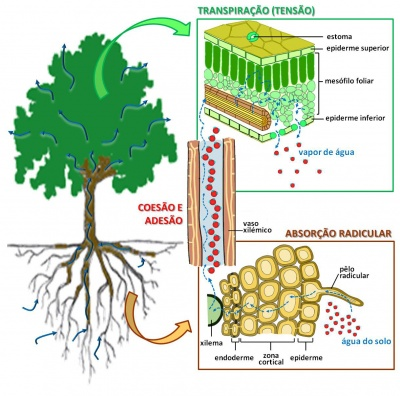 TRANSPIRAÇÃO (TENSÃO)
estoma
epiderme superior
mesófilo foliar
epiderme inferior
vapor de água
COESÃO E
ADESÃO
vaso
xilémico
ABSORÇÃO RADICULAR
pêlo
radicular
água do solo
xilema
endoderme
zona
cortical
epiderme